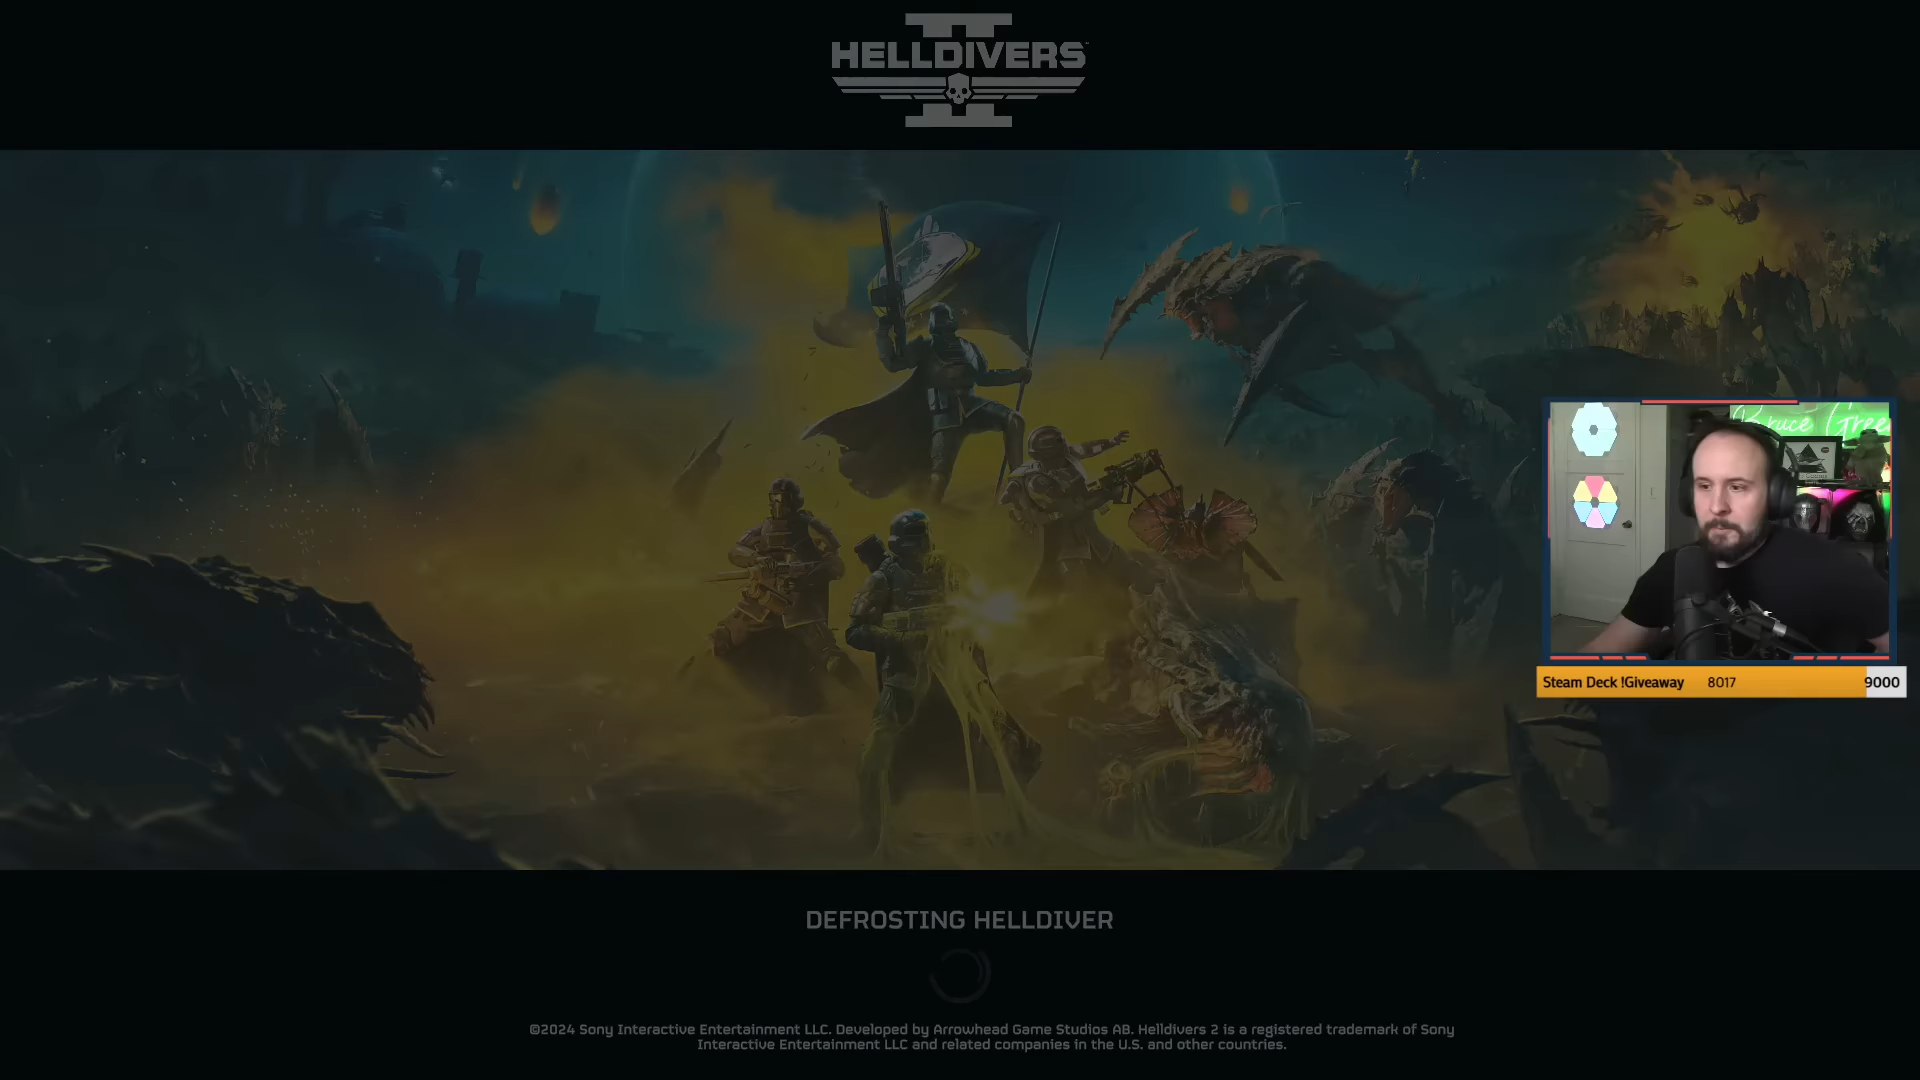 HELLDIVERS
II
Bruce Gree
Steam Deck !Giveaway 8017 9000
DEFROSTING HELLDIVER
©2024 Sony Interactive Entertainment LLC. Developed by Arrowhead Game Studios AB. Helldivers 2 is a registered trademark of Sony
Interactive Entertainment LLC and related companies in the U.S. and other countries.